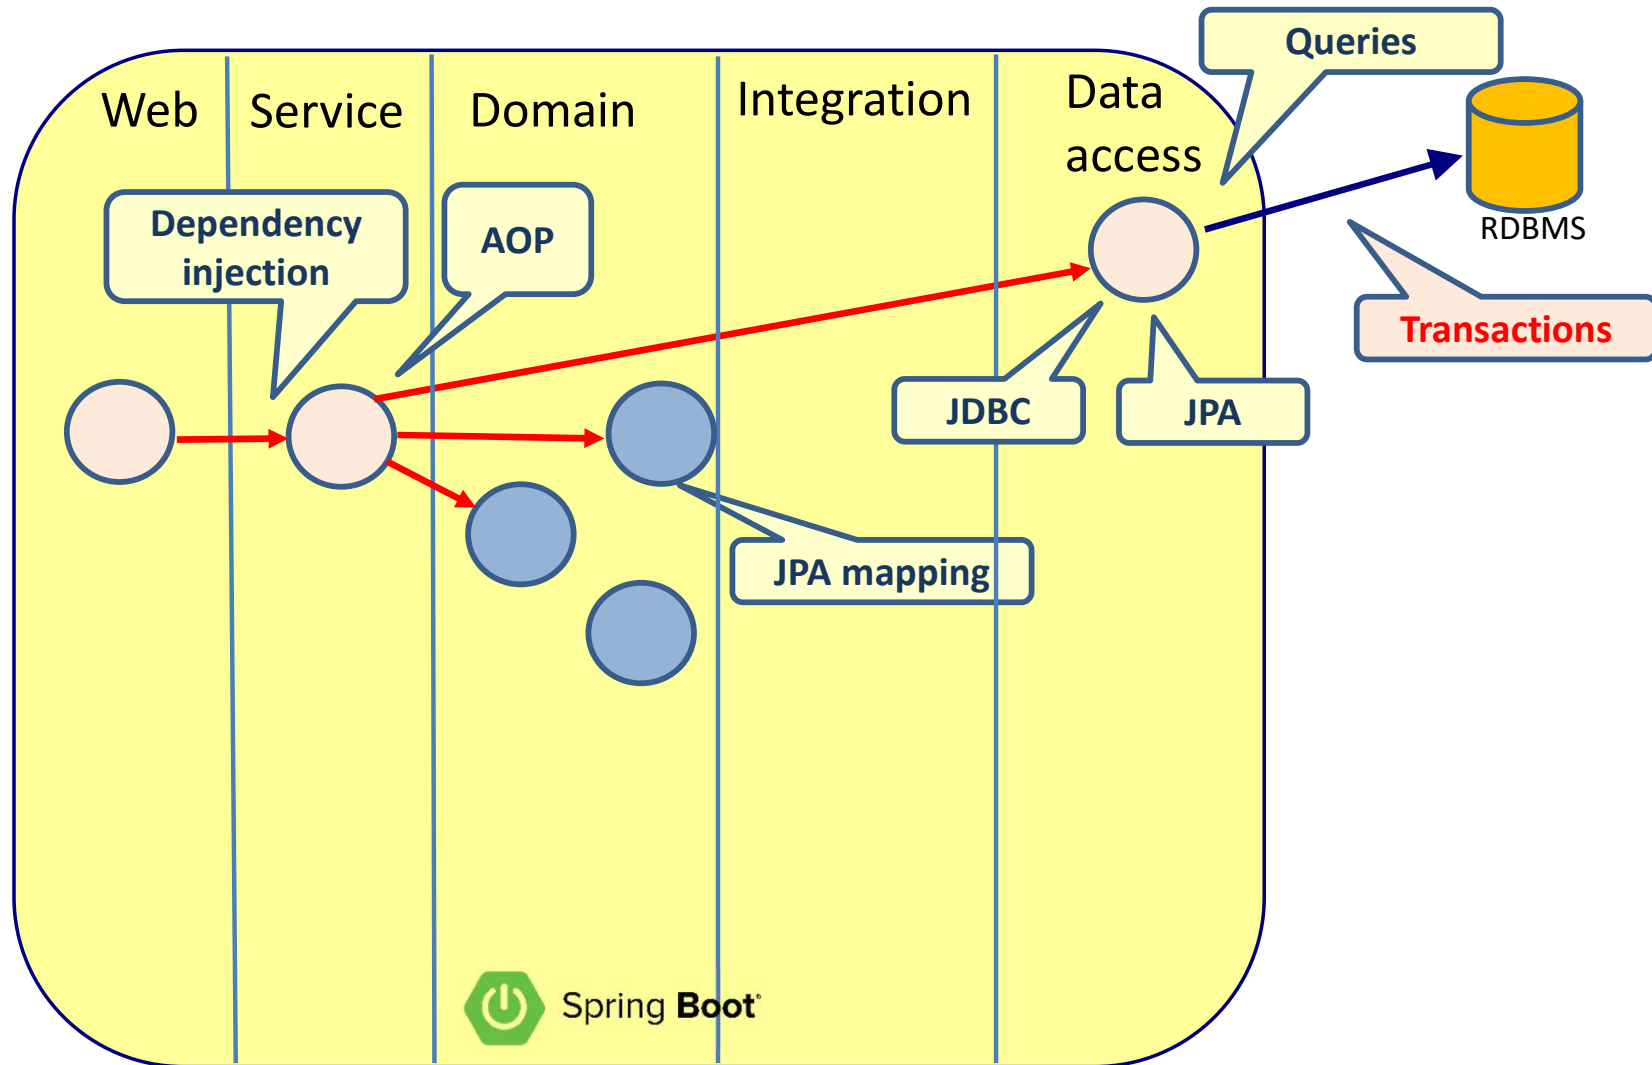 Queries
Web
Service
Domain
Integration
Data
access
RDBMS
Dependency
injection
AOP
Transactions
JDBC
JPA
JPA mapping
Spring Boot